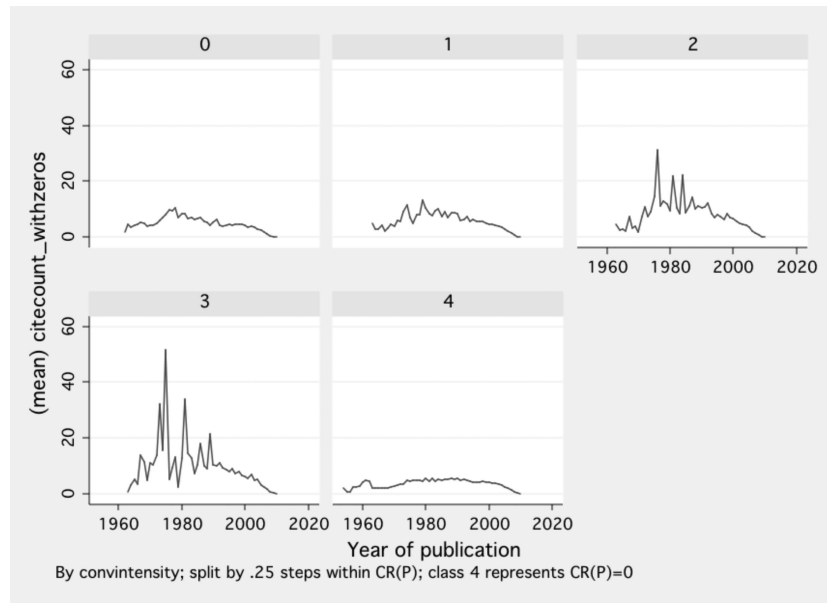 0
1
2
60
40
20
0
1960 1980 2000 2020
(mean) citecount_withzeros
3
4
60
40
20
0
1960 1980 2000 2020
1960 1980 2000 2020
Year of publication
By convintensity; split by .25 steps within CR(P); class 4 represents CR(P)=0